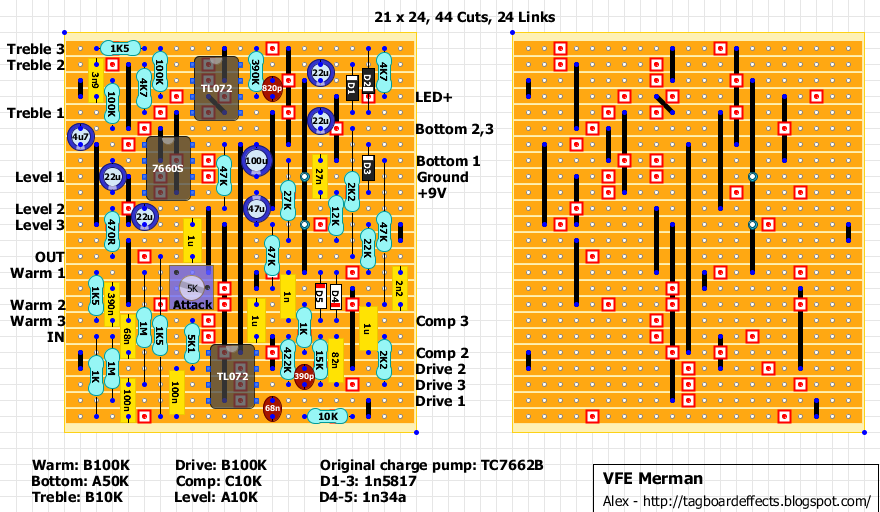 21 x 24, 44 Cuts, 24 Links
Treble 3
Treble 2
Treble 1
Level 1
Level 2
Level 3
OUT
Warm 1
Warm 2
Warm 3
IN
1K5
3n9
100K
4K7
100K
TL072
390K
820p
22u
D1
D2
4K7
22u
4u7
7660S
22u
47K
100u
27n
D3
2K2
27K
12K
47K
470R
22u
1u
47u
47K
22K
1K5
390n
68n
5K
Attack
1n
D5
D4
2n2
1M
1K5
5K1
1u
1K
1u
1K
1M
100n
100n
TL072
422K
390p
15K
82n
2K2
68n
10K
LED+
Bottom 2,3
Bottom 1
Ground
+9V
Comp 3
Comp 2
Drive 2
Drive 3
Drive 1
Warm: B100K
Bottom: A50K
Treble: B10K
Drive: B100K
Comp: C10K
Level: A10K
Original charge pump: TC7662B
D1-3: 1n5817
D4-5: 1n34a
VFE Merman
Alex - http://tagboardeffects.blogspot.com/